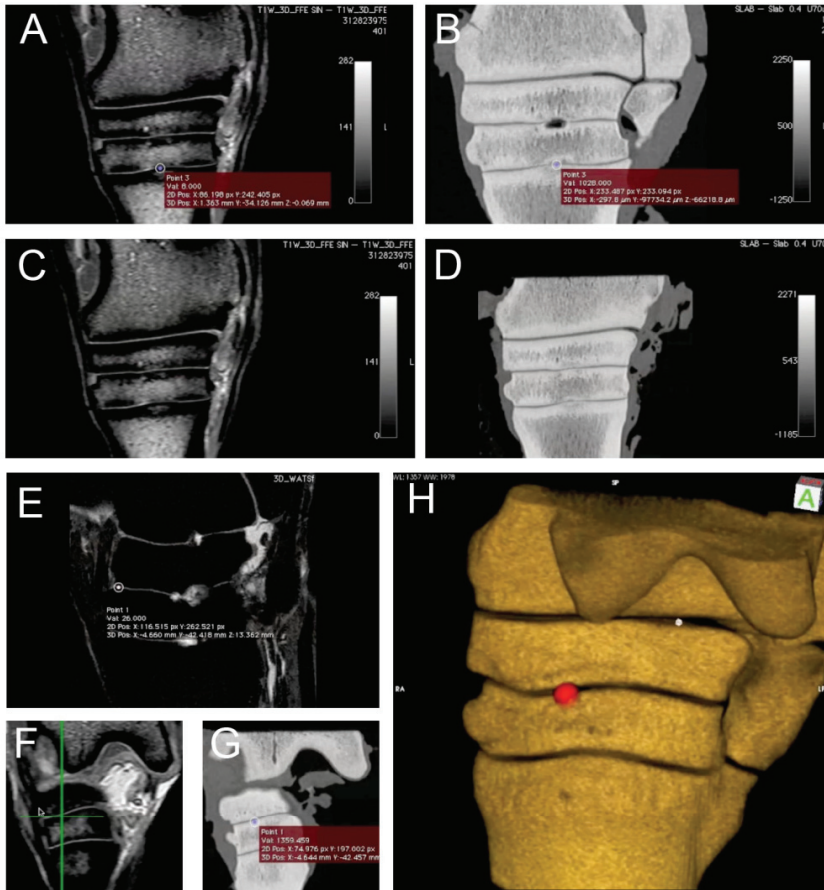 A
T1W_3D_FFE SIN — T1W_3D_FFE
312823975
401
282
141
L
0
Point 3
Val: 8.000
2D Pos: X:86.198 px Y:242.405 px
3D Pos: X:1.363 mm Y:-34.126 mm Z:-0.069 mm
B
SLAB — Slab 0.4 U70u
2250
500
-1250
Point 3
Val: 1028.000
2D Pos: X:233.487 px Y:233.094 px
3D Pos: X:-297.8 µm Y:-97734.2 µm Z:-66218.8 µm
C
T1W_3D_FFE SIN — T1W_3D_FFE
312823975
401
282
141
L
0
D
SLAB — Slab 0.4 U70u
2271
543
-1185
E
3D_WATSf
Point 1
Val: 26.000
2D Pos: X:116.515 px Y:262.521 px
3D Pos: X:-4.660 mm Y:-42.418 mm Z:13.362 mm
F
G
Point 1
Val: 1359.459
2D Pos: X:74.976 px Y:197.002 px
3D Pos: X:-4.644 mm Y:-42.457 mm
WL: 1357 WW: 1978
SP
H
A
RA